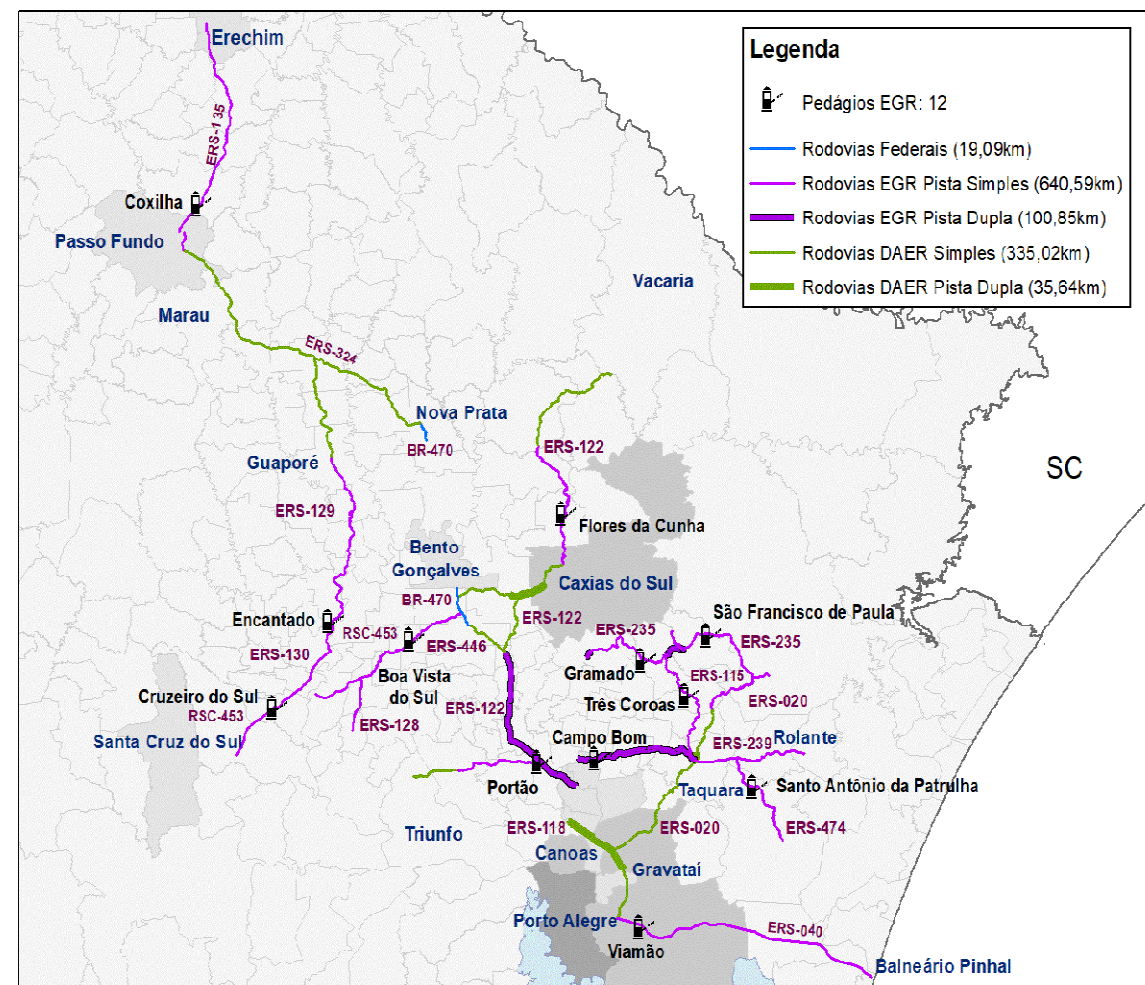 Erechim
Legenda
Pedágios EGR: 12
Rodovias Federais (19,09km)
Rodovias EGR Pista Simples (640,59km)
Rodovias EGR Pista Dupla (100,85km)
Rodovias DAER Simples (335,02km)
Rodovias DAER Pista Dupla (35,64km)
ERS-135
Coxilha
Passo Fundo
Vacaria
Marau
ERS-324
Nova Prata
BR-470
ERS-122
Guaporé
SC
ERS-129
Flores da Cunha
Bento
Gonçalves
Caxias do Sul
BR-470
ERS-122
Encantado
RSC-453
ERS-446
ERS-130
São Francisco de Paula
ERS-235
ERS-235
Gramado
ERS-115
Boa Vista
do Sul
Cruzeiro do Sul
RSC-453
ERS-128
ERS-122
Três Coroas
ERS-020
Santa Cruz do Sul
Campo Bom
ERS-239
Rolante
Portão
Taquara
Santo Antônio da Patrulha
Triunfo
ERS-118
ERS-020
ERS-474
Canoas
Gravataí
Porto Alegre
Viamão
ERS-040
Balneário Pinhal